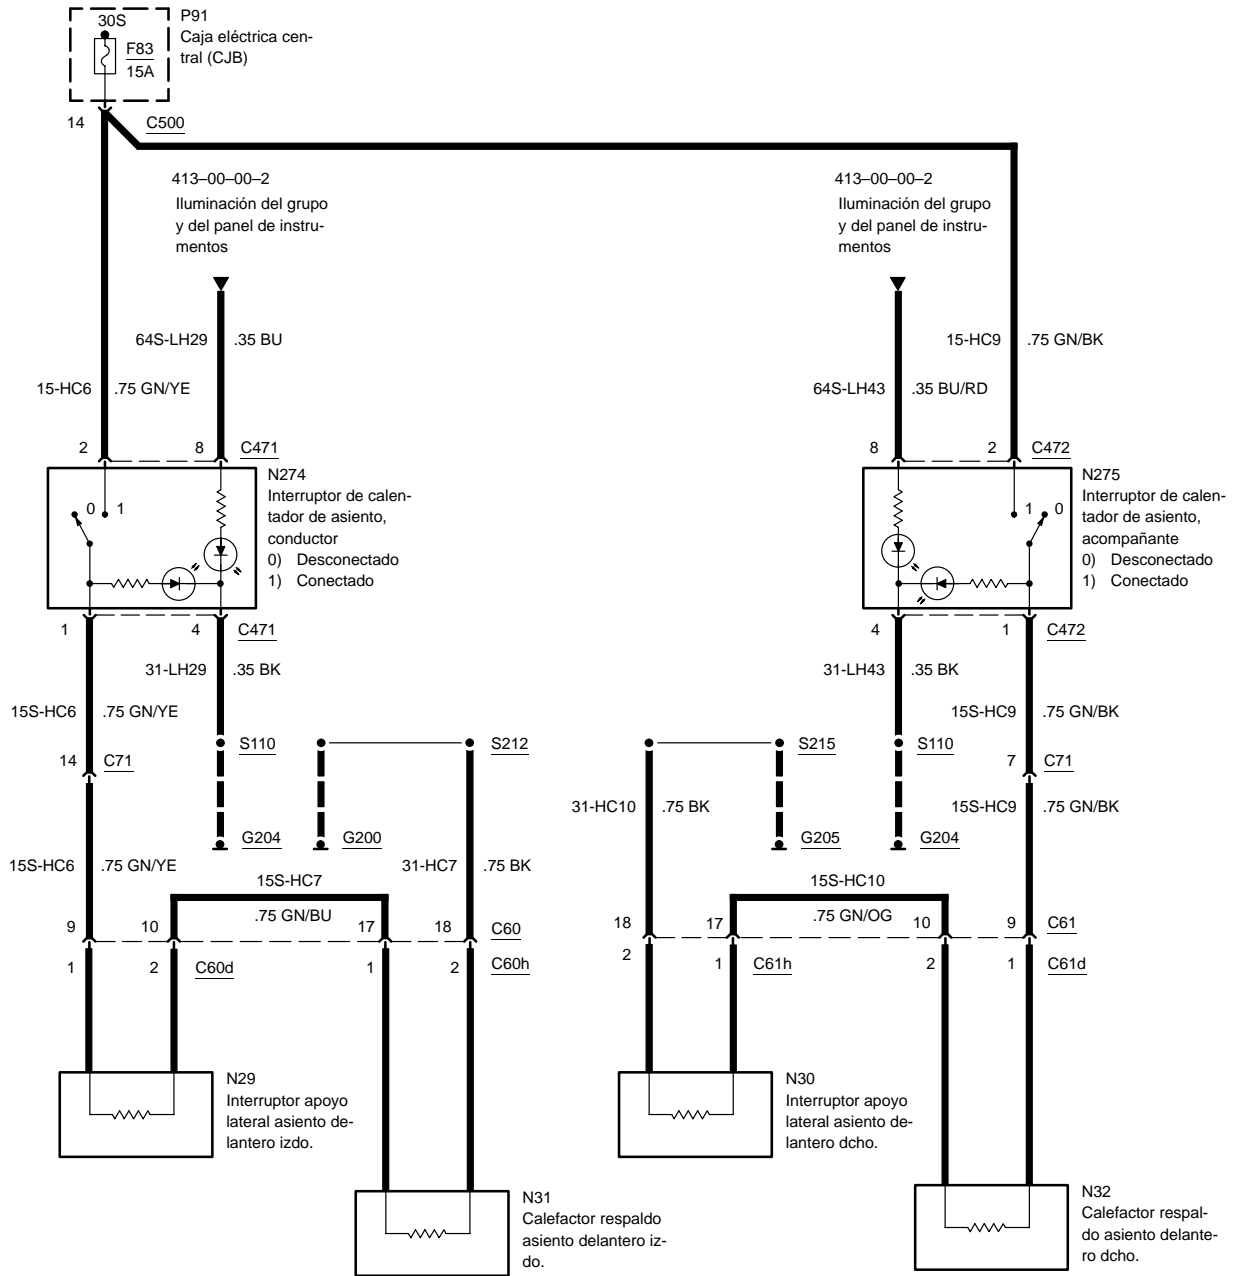 30S
F83
15A
P91
Caja eléctrica cen-
tral (CJB)
14
C500
413–00–00–2
Iluminación del grupo
y del panel de instru-
mentos
413–00–00–2
Iluminación del grupo
y del panel de instru-
mentos
64S-LH29 .35 BU
15-HC9 .75 GN/BK
15-HC6 .75 GN/YE
64S-LH43 .35 BU/RD
2 8 C471
8 2 C472
N274
Interruptor de calen-
tador de asiento,
conductor
0) Desconectado
1) Conectado
0 1
N275
Interruptor de calen-
tador de asiento,
acompañante
0) Desconectado
1) Conectado
1 0
1 4 C471
4 1 C472
31-LH29 .35 BK
31-LH43 .35 BK
15S-HC6 .75 GN/YE
15S-HC9 .75 GN/BK
S110 S212
S215 S110
14 C71
7 C71
31-HC10 .75 BK
15S-HC9 .75 GN/BK
G204 G200
G205 G204
15S-HC6 .75 GN/YE
31-HC7 .75 BK
15S-HC7
.75 GN/BU
15S-HC10
.75 GN/OG
9 10 17 18 C60
18 17 10 9 C61
1 2 C60d 1 2 C60h
2 1 C61h 2 1 C61d
N29
Interruptor apoyo
lateral asiento de-
lantero izdo.
N30
Interruptor apoyo
lateral asiento de-
lantero dcho.
N31
Calefactor respaldo
asiento delantero iz-
do.
N32
Calefactor respal-
do asiento delante-
ro dcho.